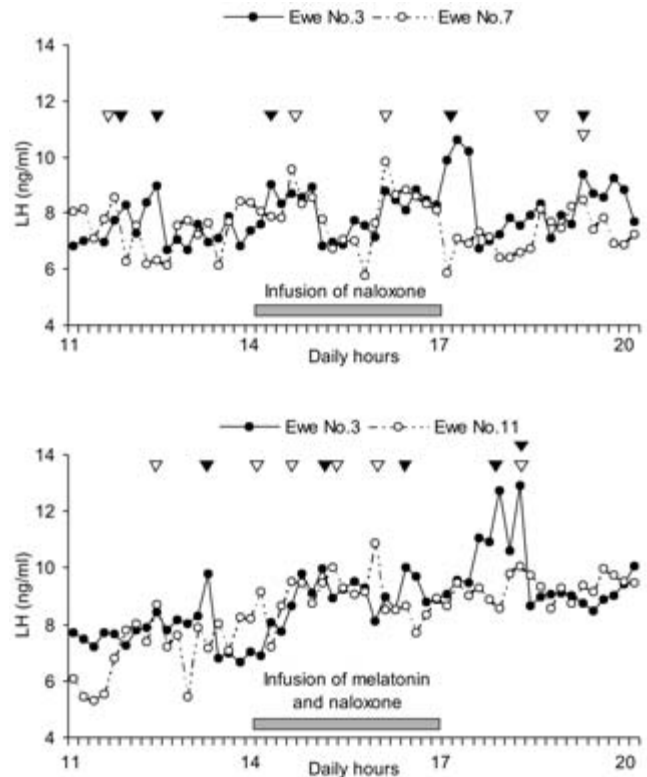 Ewe No.3 Ewe No.7
14
12
10
8
6
4
LH (ng/ml)
Infusion of naloxone
11 14 17 20
Daily hours
Ewe No.3 Ewe No.11
14
12
10
8
6
4
LH (ng/ml)
Infusion of melatonin
and naloxone
11 14 17 20
Daily hours